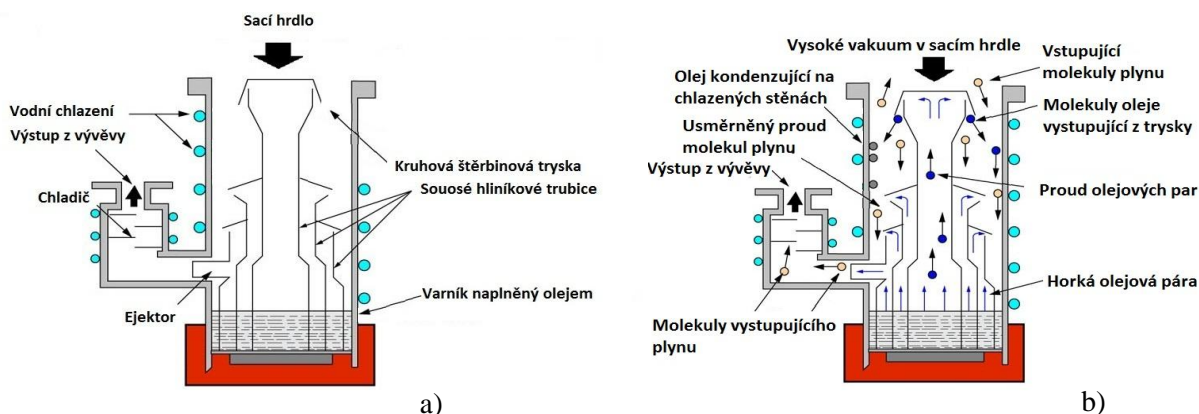 Sací hrdlo
Vodní chlazení
Výstup z vývěvy
Chladič
Kruhová štěrbinová tryska
Souosé hliníkové trubice
Varník naplněný olejem
Ejektor
a)
Vysoké vakuum v sacím hrdle
Vstupující
molekuly plynu
Olej kondenzující na
chlazených stěnách
Molekuly oleje
vystupující z trysky
Usměrněný proud
molekul plynu
Výstup z vývěvy
Proud olejových par
Horká olejová pára
Molekuly vystupujícího
plynu
b)